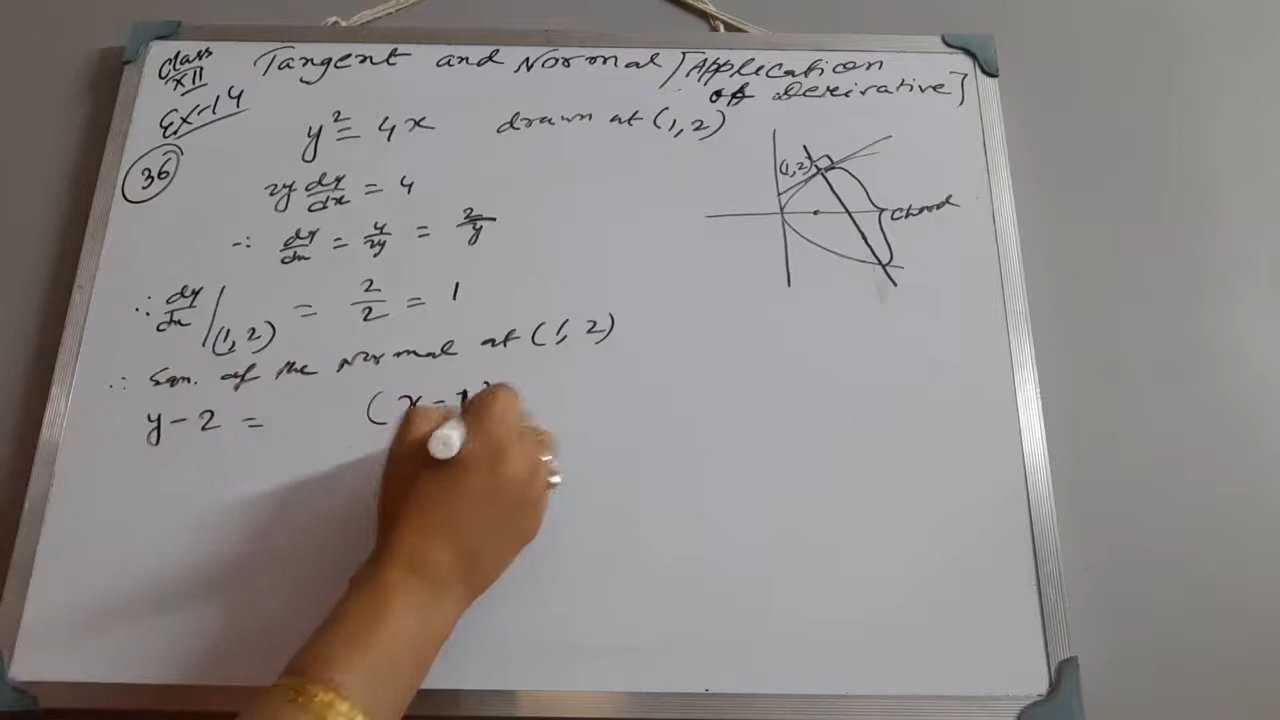 Class XII
Ex-14
Tangent and Normal [Application of Derivative]
36
y² = 4x drawn at (1,2)
2y dy/dx = 4
∴ dy/dx = 4/2y = 2/y
∴ dy/dx|(1,2) = 2/2 = 1
∴ Eqn. of the Normal at (1,2)
y-2 = (x-1)
(1,2)
Chord